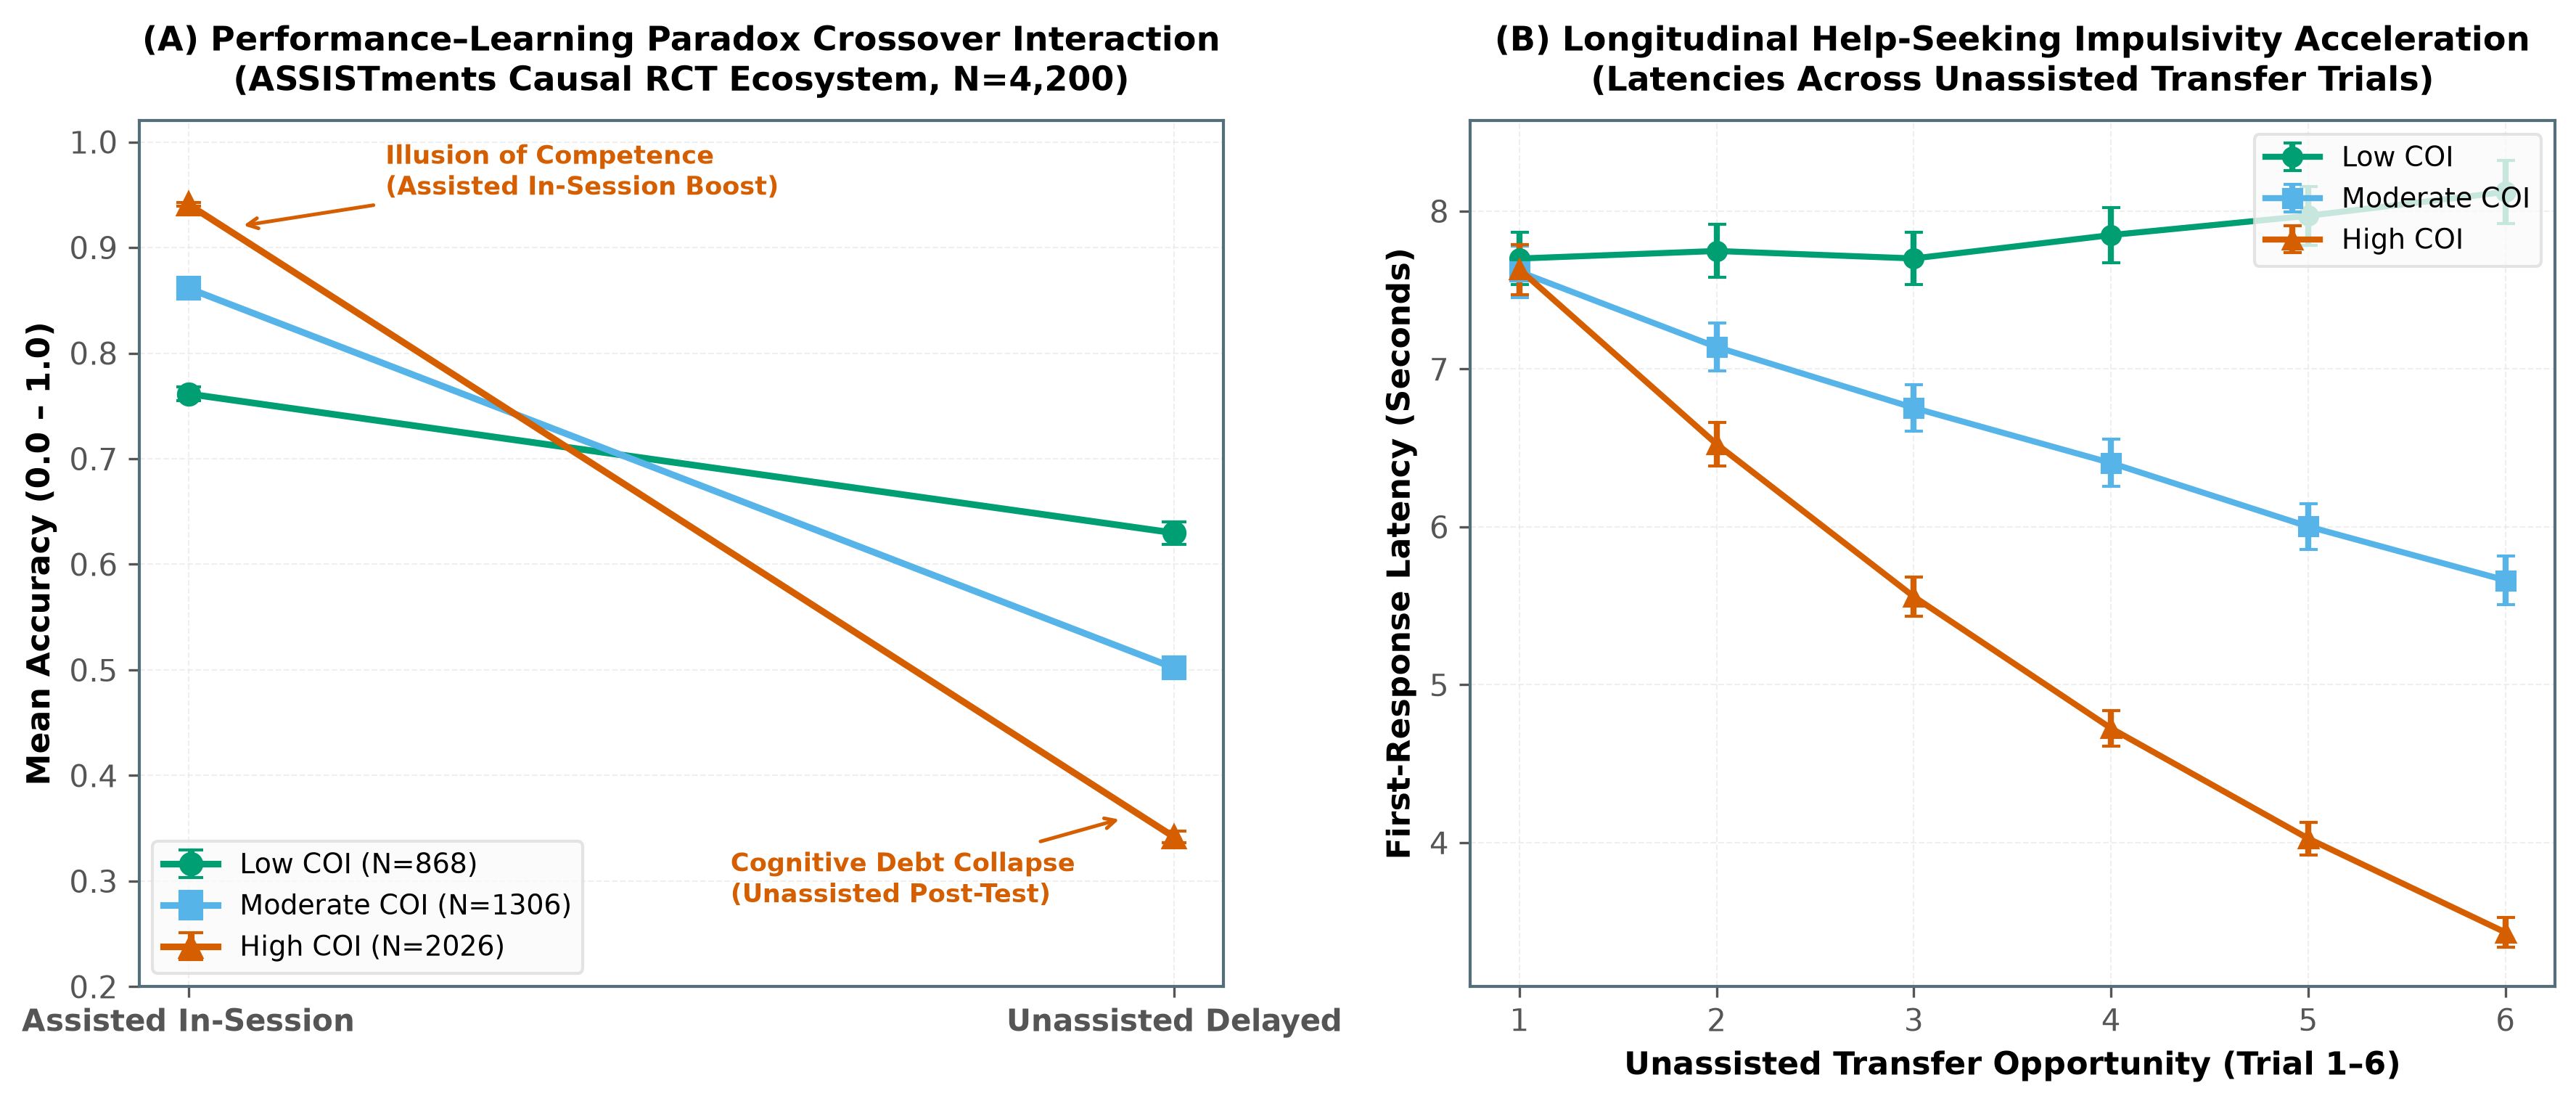 (A) Performance–Learning Paradox Crossover Interaction
(ASSISTments Causal RCT Ecosystem, N=4,200)
Mean Accuracy (0.0 – 1.0)
1.0
0.9
0.8
0.7
0.6
0.5
0.4
0.3
0.2
Illusion of Competence
(Assisted In-Session Boost)
Cognitive Debt Collapse
(Unassisted Post-Test)
Low COI (N=868)
Moderate COI (N=1306)
High COI (N=2026)
Assisted In-Session
Unassisted Delayed
(B) Longitudinal Help-Seeking Impulsivity Acceleration
(Latencies Across Unassisted Transfer Trials)
First-Response Latency (Seconds)
8
7
6
5
4
Low COI
Moderate COI
High COI
1
2
3
4
5
6
Unassisted Transfer Opportunity (Trial 1–6)